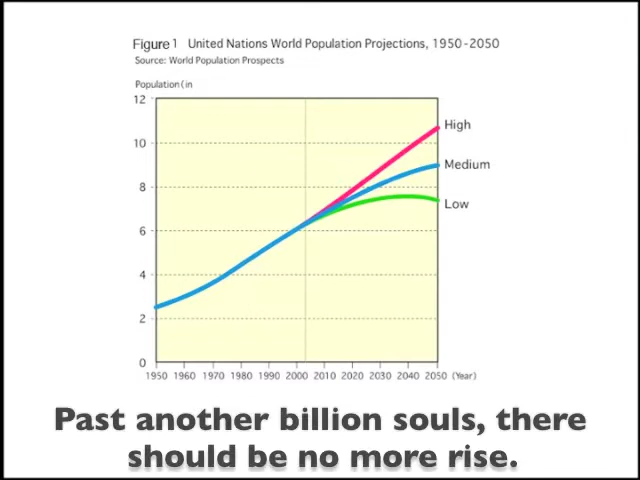 Figure 1 United Nations World Population Projections, 1950-2050
Source: World Population Prospects
Population (in
12
High
10
Medium
8
Low
6
4
2
0
1950 1960 1970 1980 1990 2000 2010 2020 2030 2040 2050 (Year)
Past another billion souls, there
should be no more rise.